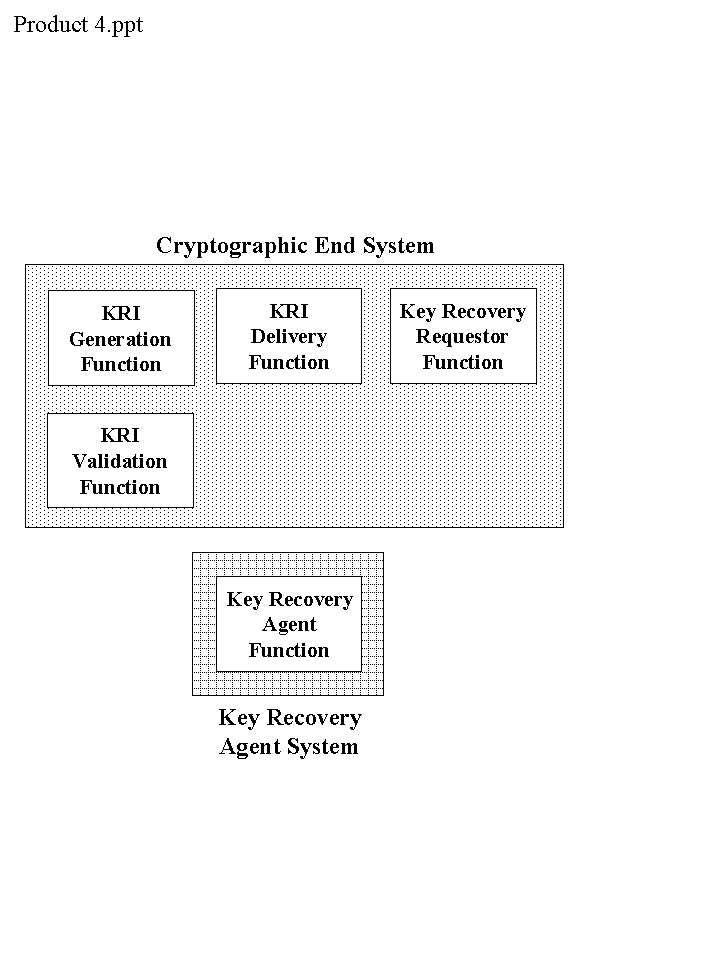 Product 4.ppt
Cryptographic End System
KRI
Generation
Function
KRI
Delivery
Function
Key Recovery
Requestor
Function
KRI
Validation
Function
Key Recovery
Agent
Function
Key Recovery
Agent System